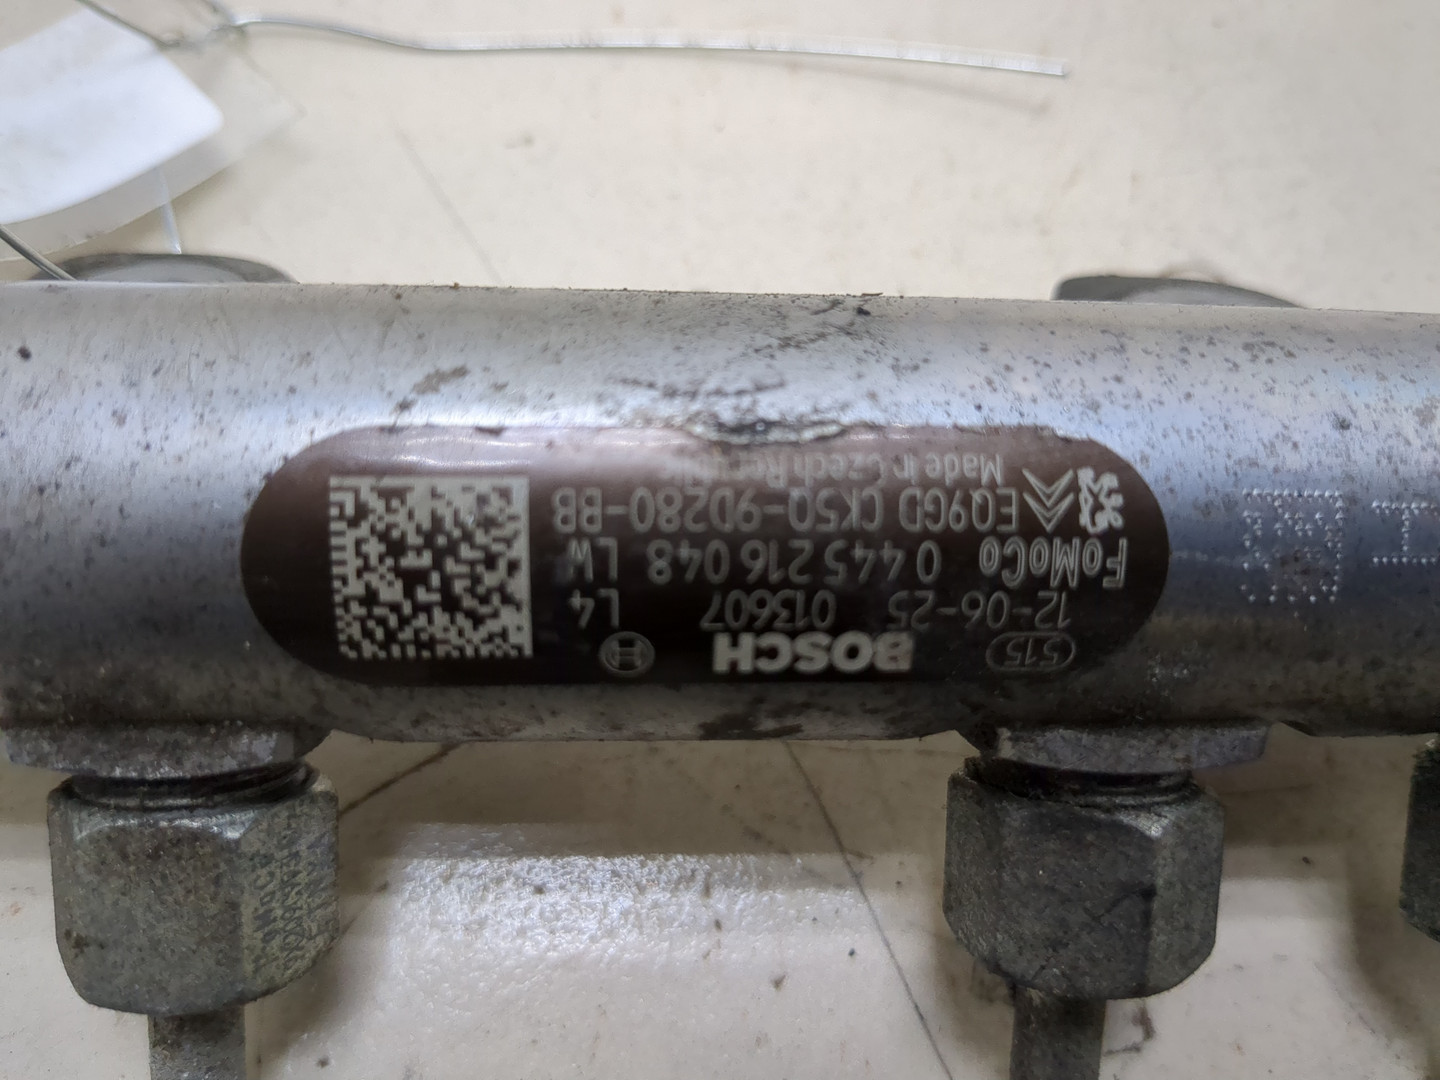 515 BOSCH
12-06-25 013607 L4
FoMoCo 0 445 216 048 LW
EQ9GD CK5Q-9D280-BB
Made in Czech Republic